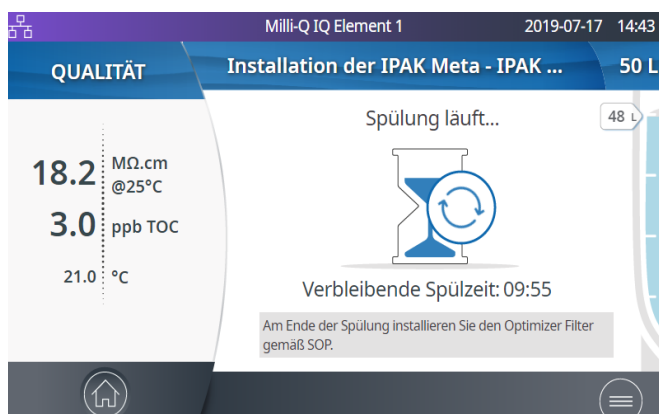 Milli-Q IQ Element 1
2019-07-17 14:43
QUALITÄT
Installation der IPAK Meta - IPAK ...
50 L
Spülung läuft...
48 L
18.2 MΩ.cm
@25°C
3.0 ppb TOC
21.0 °C
Verbleibende Spülzeit: 09:55
Am Ende der Spülung installieren Sie den Optimizer Filter
gemäß SOP.